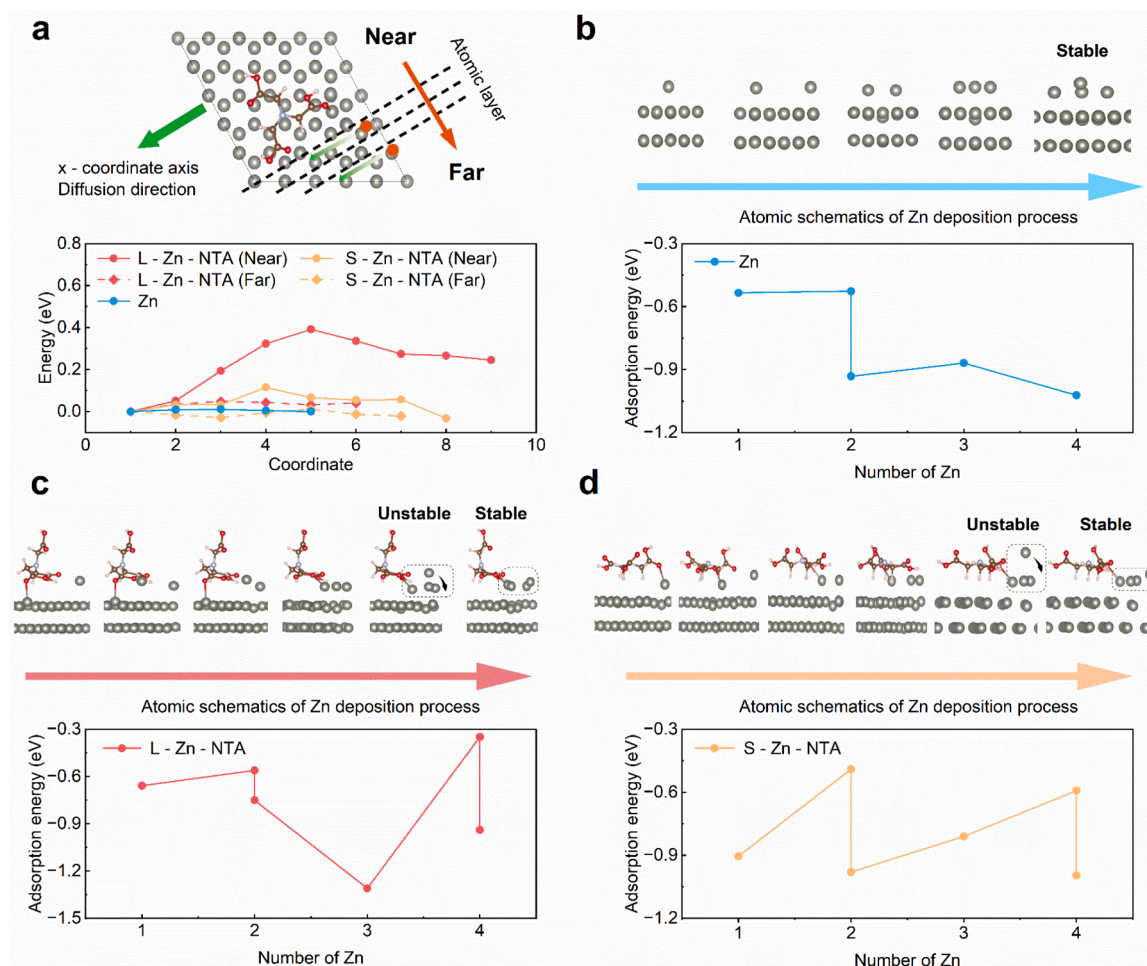 a
Near
Atomic layer
Far
x - coordinate axis
Diffusion direction
0.8
0.6
0.4
0.2
0.0
Energy (eV)
L - Zn - NTA (Near)
S - Zn - NTA (Near)
L - Zn - NTA (Far)
S - Zn - NTA (Far)
Zn
0 2 4 6 8 10
Coordinate
b
Stable
Atomic schematics of Zn deposition process
−0.3
−0.6
−0.9
−1.2
Adsorption energy (eV)
Zn
1 2 3 4
Number of Zn
c
Unstable Stable
Atomic schematics of Zn deposition process
−0.3
−0.6
−0.9
−1.2
−1.5
Adsorption energy (eV)
L - Zn - NTA
1 2 3 4
Number of Zn
d
Unstable Stable
Atomic schematics of Zn deposition process
−0.3
−0.6
−0.9
−1.2
Adsorption energy (eV)
S - Zn - NTA
1 2 3 4
Number of Zn